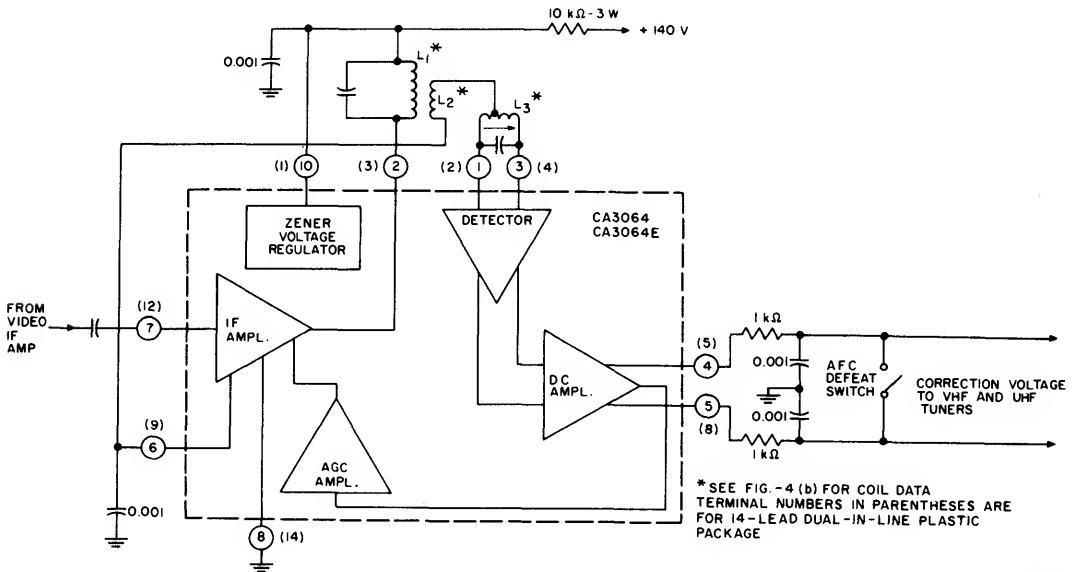 10 kΩ-3 W
+ 140 V
0.001
L1*
L2*
L3*
(1) 10
(3) 2
(2) 1
3 (4)
ZENER
VOLTAGE
REGULATOR
DETECTOR
CA3064
CA3064E
FROM
VIDEO
IF
AMP
(12)
7
IF
AMPL.
(9)
6
0.001
AGC
AMPL.
8 (14)
DC
AMPL.
(5)
4
5
(8)
1 kΩ
0.001
0.001
1 kΩ
AFC
DEFEAT
SWITCH
CORRECTION VOLTAGE
TO VHF AND UHF
TUNERS
*SEE FIG.-4 (b) FOR COIL DATA
TERMINAL NUMBERS IN PARENTHESES ARE
FOR 14-LEAD DUAL-IN-LINE PLASTIC
PACKAGE